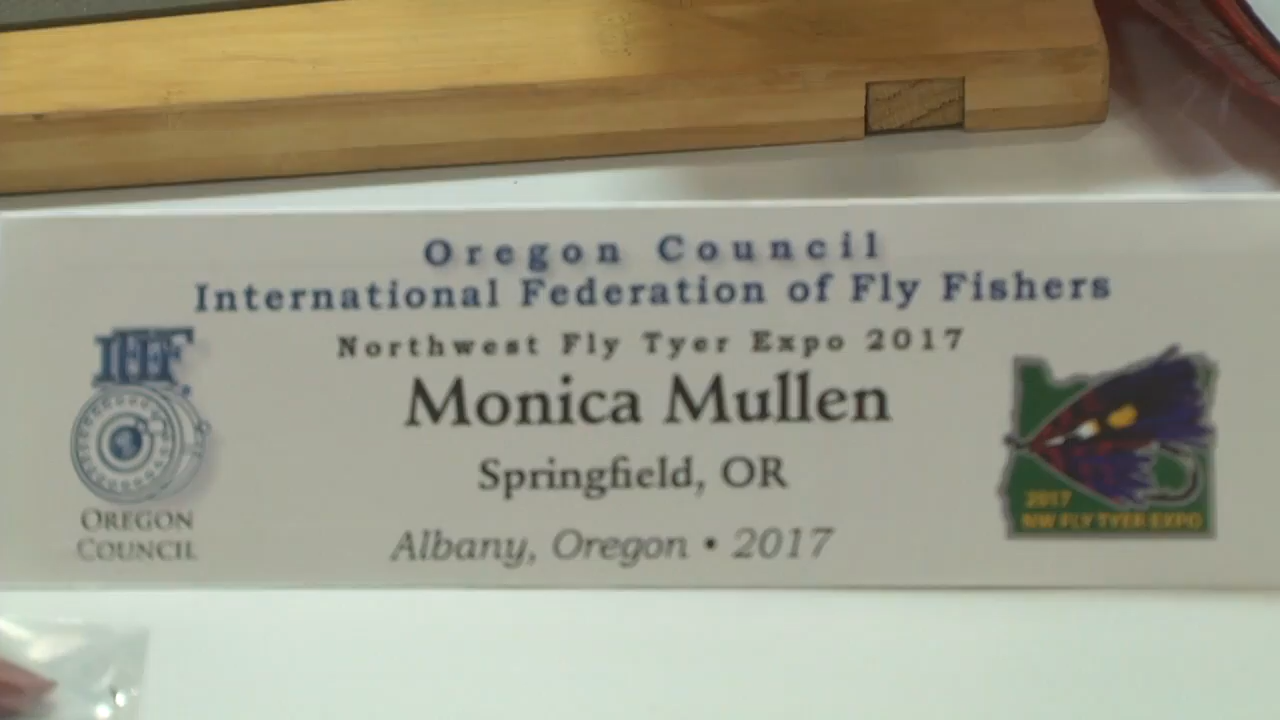 Oregon Council
International Federation of Fly Fishers
Northwest Fly Tyer Expo 2017
Monica Mullen
Springfield, OR
Albany, Oregon • 2017
IFFF
OREGON
COUNCIL
2017
NW FLY TYER EXPO